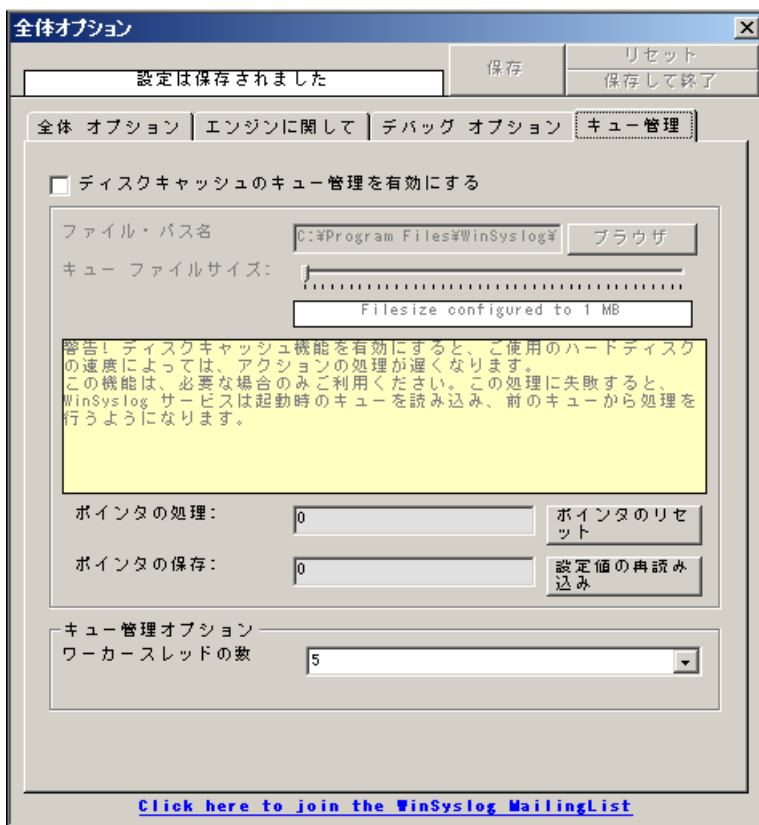 全体オプション
設定は保存されました
保存
リセット
保存して終了
全体 オプション
エンジンに関して
デバッグ オプション
キュー管理
ディスクキャッシュのキュー管理を有効にする
ファイル・パス名
C:¥Program Files¥WinSyslog¥
ブラウザ
キュー ファイルサイズ:
Filesize configured to 1 MB
警告! ディスクキャッシュ機能を有効にすると、ご使用のハードディスク
の速度によっては、アクションの処理が遅くなります。
この機能は、必要な場合のみご利用ください。この処理に失敗すると、
WinSyslog サービスは起動時のキューを読み込み、前のキューから処理を
行うようになります。
ポインタの処理:
0
ポインタのリセ
ット
ポインタの保存:
0
設定値の再読み
込み
キュー管理オプション
ワーカースレッドの数
5
Click here to join the WinSyslog MailingList